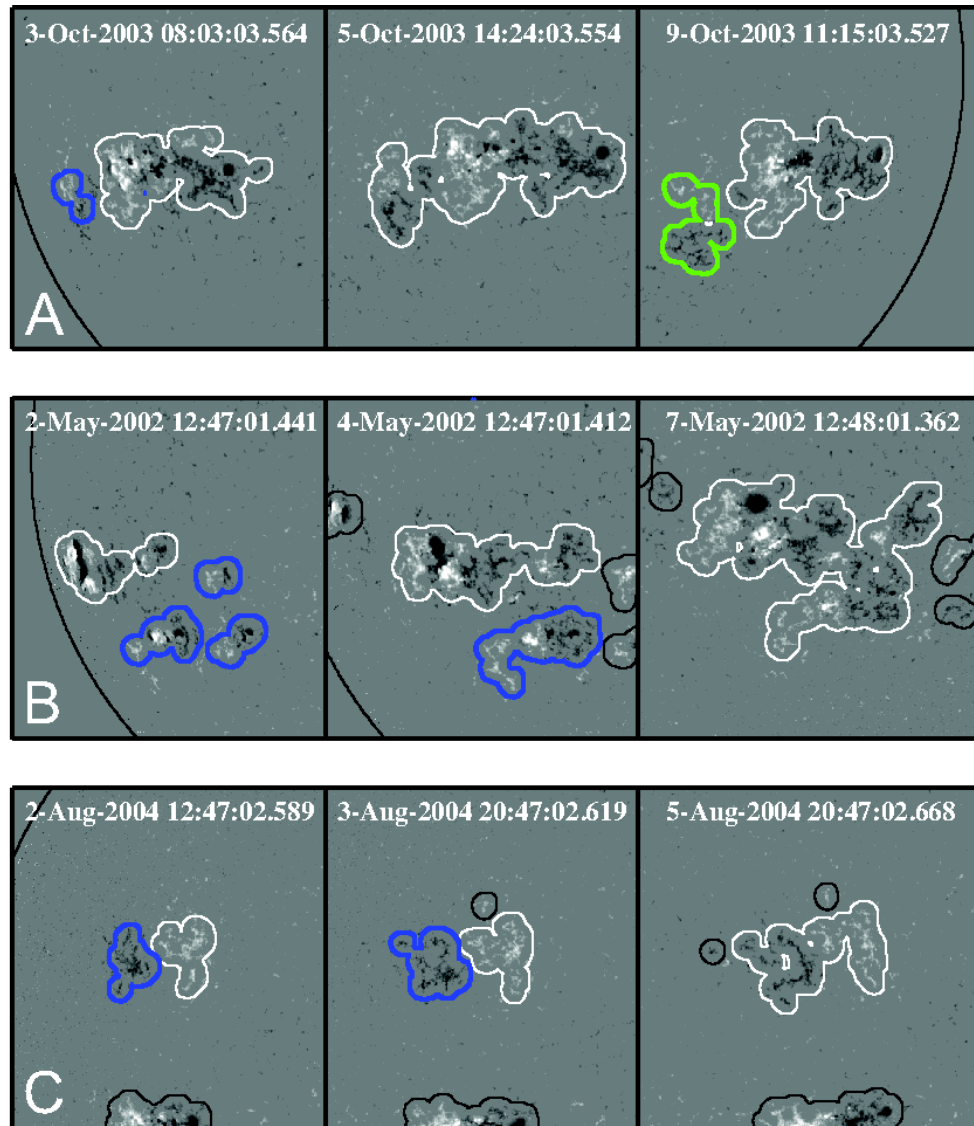 3-Oct-2003 08:03:03.564
5-Oct-2003 14:24:03.554
9-Oct-2003 11:15:03.527
A
2-May-2002 12:47:01.441
4-May-2002 12:47:01.412
7-May-2002 12:48:01.362
B
2-Aug-2004 12:47:02.589
3-Aug-2004 20:47:02.619
5-Aug-2004 20:47:02.668
C